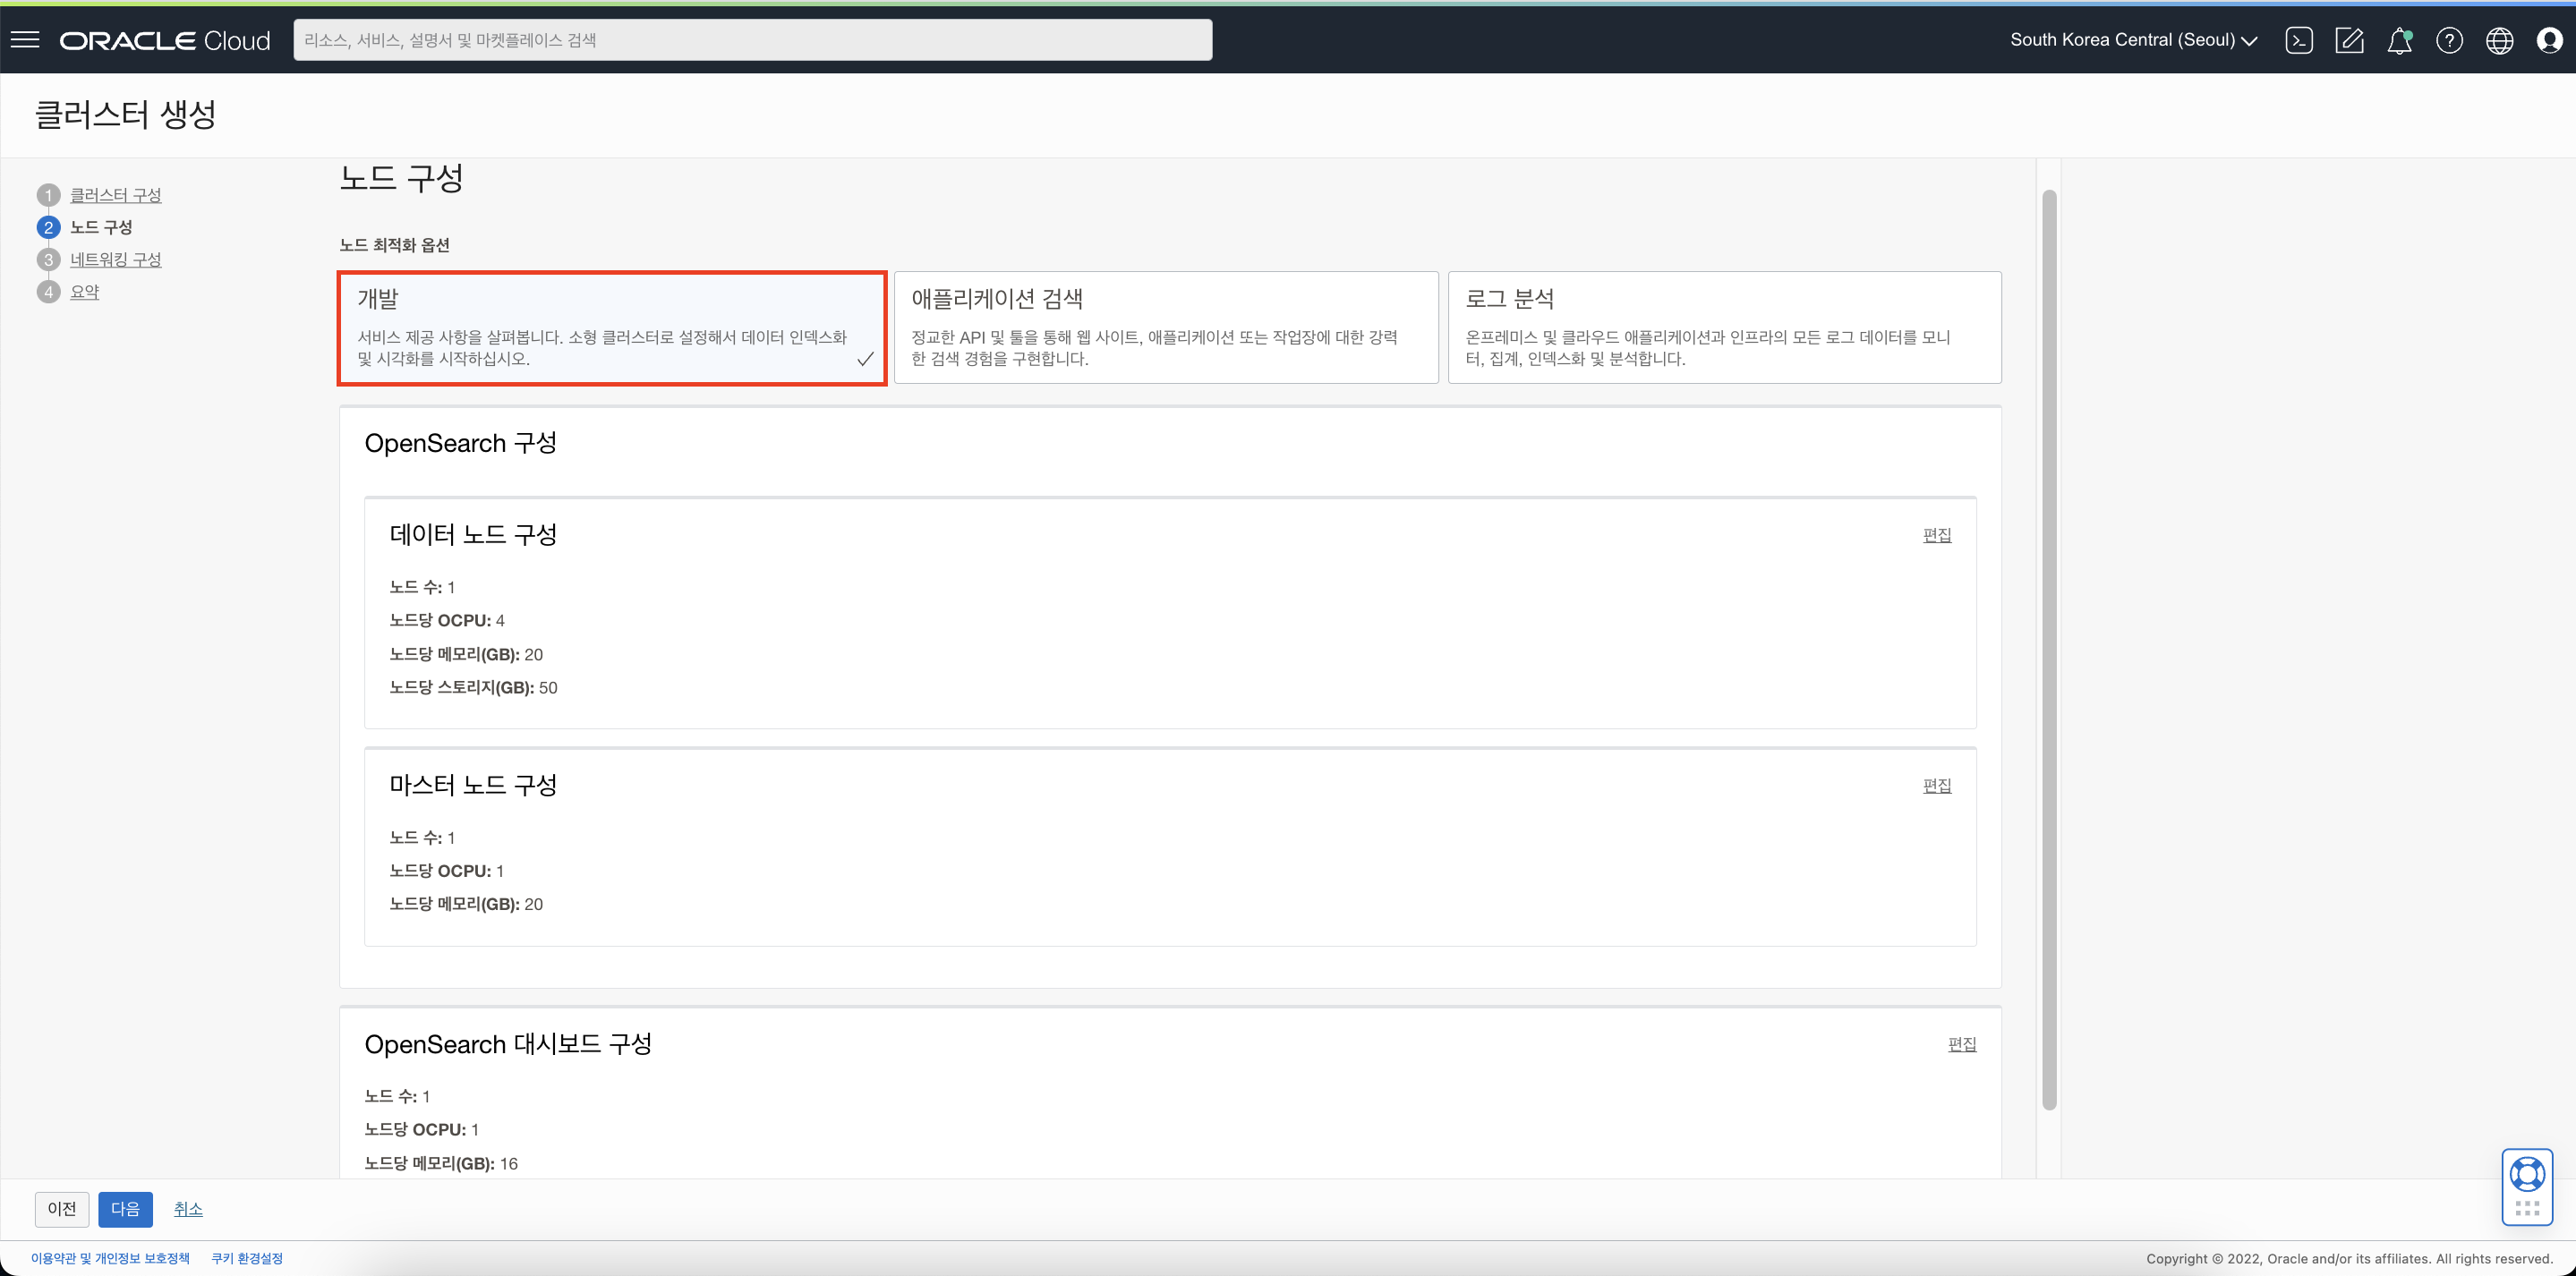 ORACLE Cloud
리소스, 서비스, 설명서 및 마켓플레이스 검색
South Korea Central (Seoul)
클러스터 생성
1 클러스터 구성
2 노드 구성
3 네트워킹 구성
4 요약
노드 구성
노드 최적화 옵션
개발
서비스 제공 사항을 살펴봅니다. 소형 클러스터로 설정해서 데이터 인덱스화
및 시각화를 시작하십시오.
애플리케이션 검색
정교한 API 및 툴을 통해 웹 사이트, 애플리케이션 또는 작업장에 대한 강력
한 검색 경험을 구현합니다.
로그 분석
온프레미스 및 클라우드 애플리케이션과 인프라의 모든 로그 데이터를 모니
터, 집계, 인덱스화 및 분석합니다.
OpenSearch 구성
데이터 노드 구성
편집
노드 수: 1
노드당 OCPU: 4
노드당 메모리(GB): 20
노드당 스토리지(GB): 50
마스터 노드 구성
편집
노드 수: 1
노드당 OCPU: 1
노드당 메모리(GB): 20
OpenSearch 대시보드 구성
편집
노드 수: 1
노드당 OCPU: 1
노드당 메모리(GB): 16
이전
다음
취소
이용약관 및 개인정보 보호정책
쿠키 환경설정
Copyright © 2022, Oracle and/or its affiliates. All rights reserved.